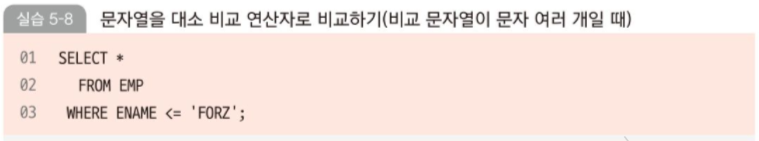 실습 5-8 문자열을 대소 비교 연산자로 비교하기(비교 문자열이 문자 여러 개일 때)
01 SELECT *
02 FROM EMP
03 WHERE ENAME <= 'FORZ';